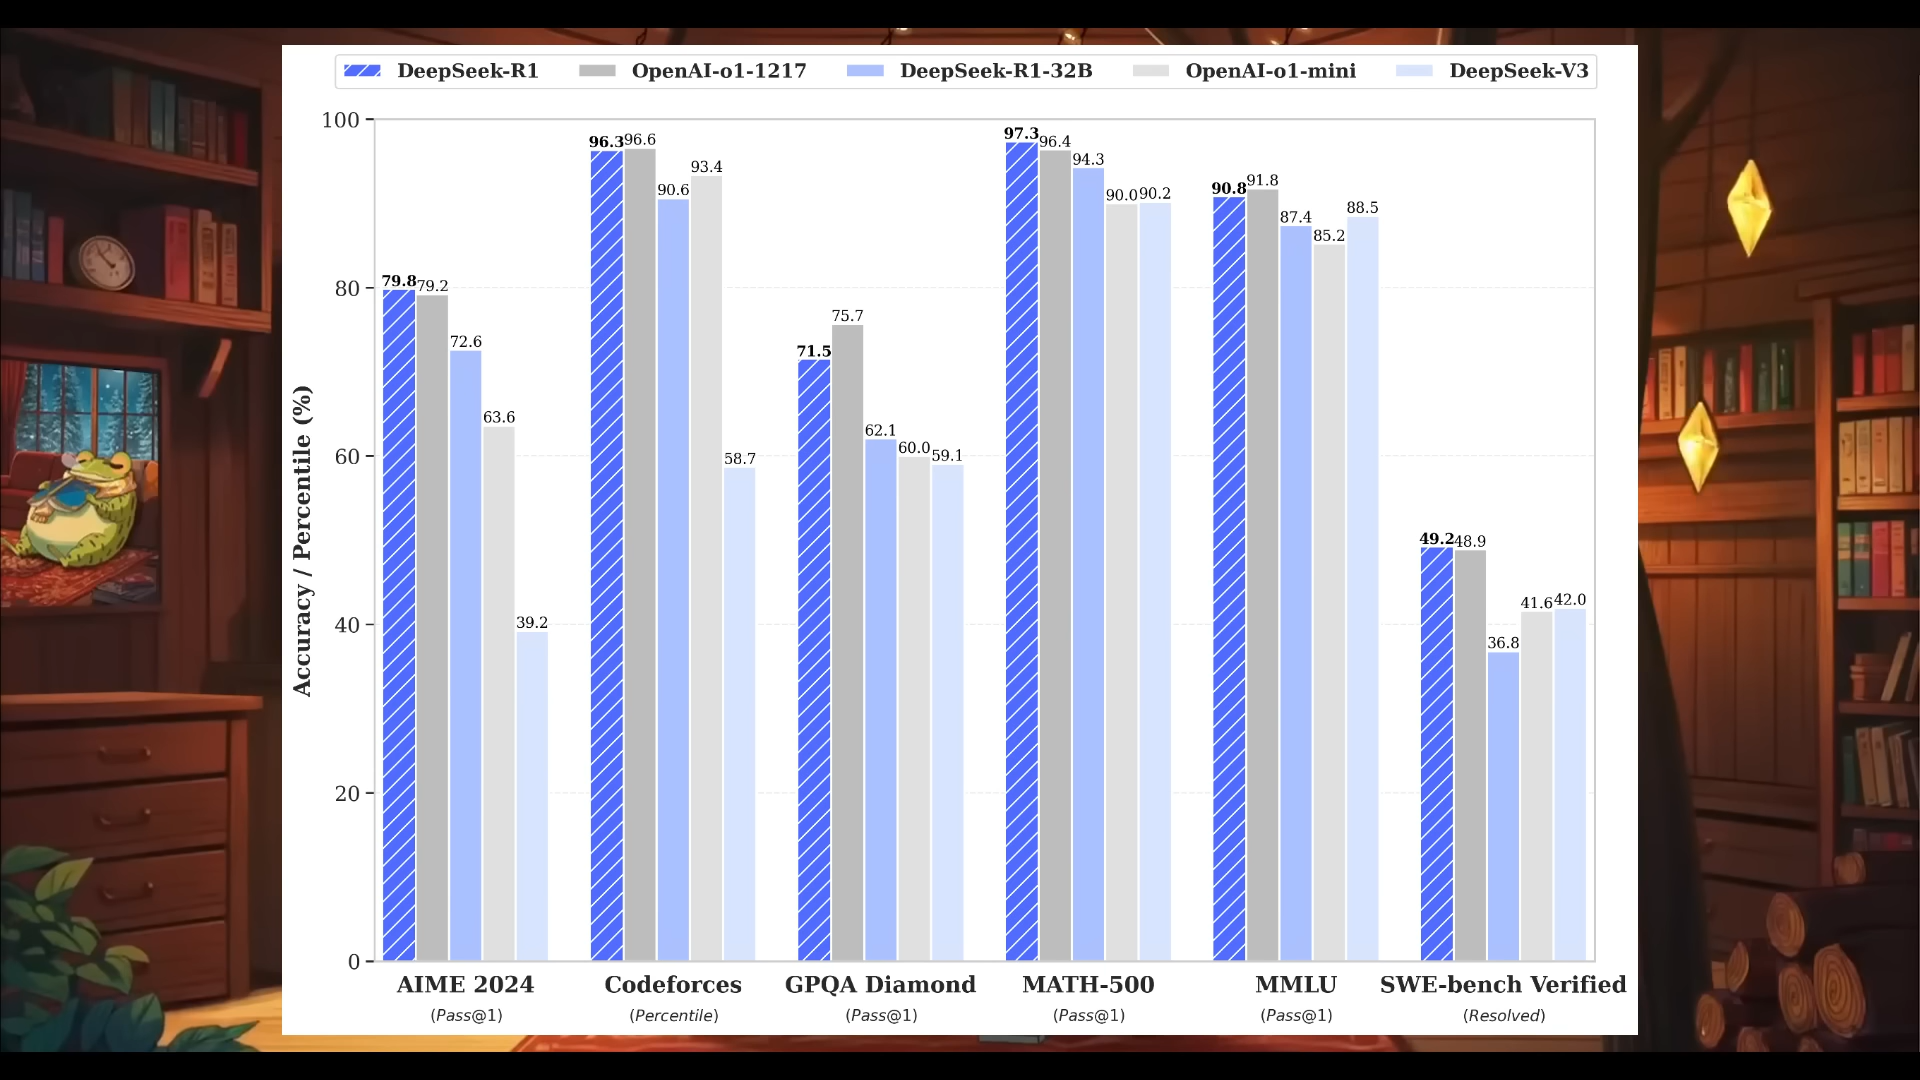 DeepSeek-R1 OpenAI-o1-1217 DeepSeek-R1-32B OpenAI-o1-mini DeepSeek-V3
Accuracy / Percentile (%)
100
80
60
40
20
0
79.8 79.2 72.6 63.6 39.2
96.3 96.6 90.6 93.4 58.7
71.5 75.7 62.1 60.0 59.1
97.3 96.4 94.3 90.0 90.2
90.8 91.8 87.4 85.2 88.5
49.2 48.9 36.8 41.6 42.0
AIME 2024 Codeforces GPQA Diamond MATH-500 MMLU SWE-bench Verified
(Pass@1) (Percentile) (Pass@1) (Pass@1) (Pass@1) (Resolved)